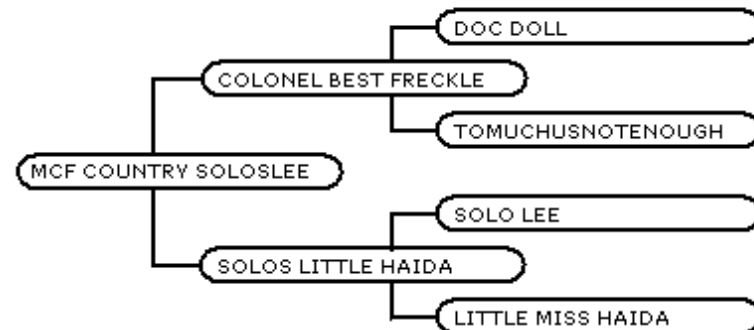 DOC DOLL
COLONEL BEST FRECKLE
TOMUCHUSNOTENOUGH
MCF COUNTRY SOLOSLEE
SOLO LEE
SOLOS LITTLE HAIDA
LITTLE MISS HAIDA